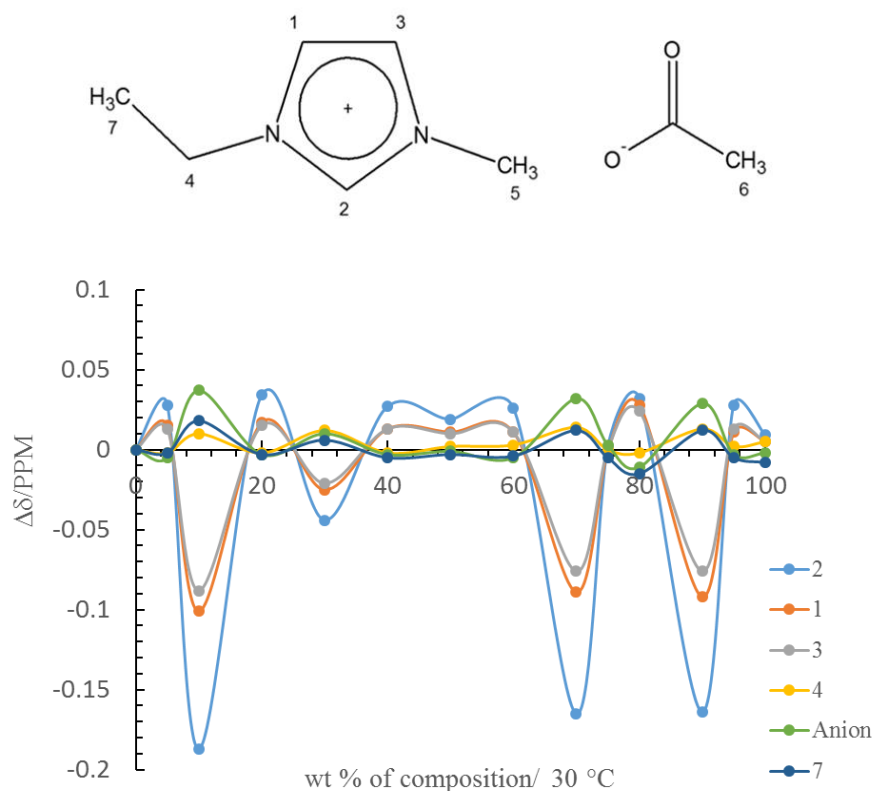 1 3
O
H₃C
7
+
N N
4
CH₃
5
2
O⁻
CH₃
6
0.1
0.05
0
-0.05
-0.1
-0.15
-0.2
Δδ/PPM
0 20 40 60 80 100
wt % of composition/ 30 °C
2
1
3
4
Anion
7